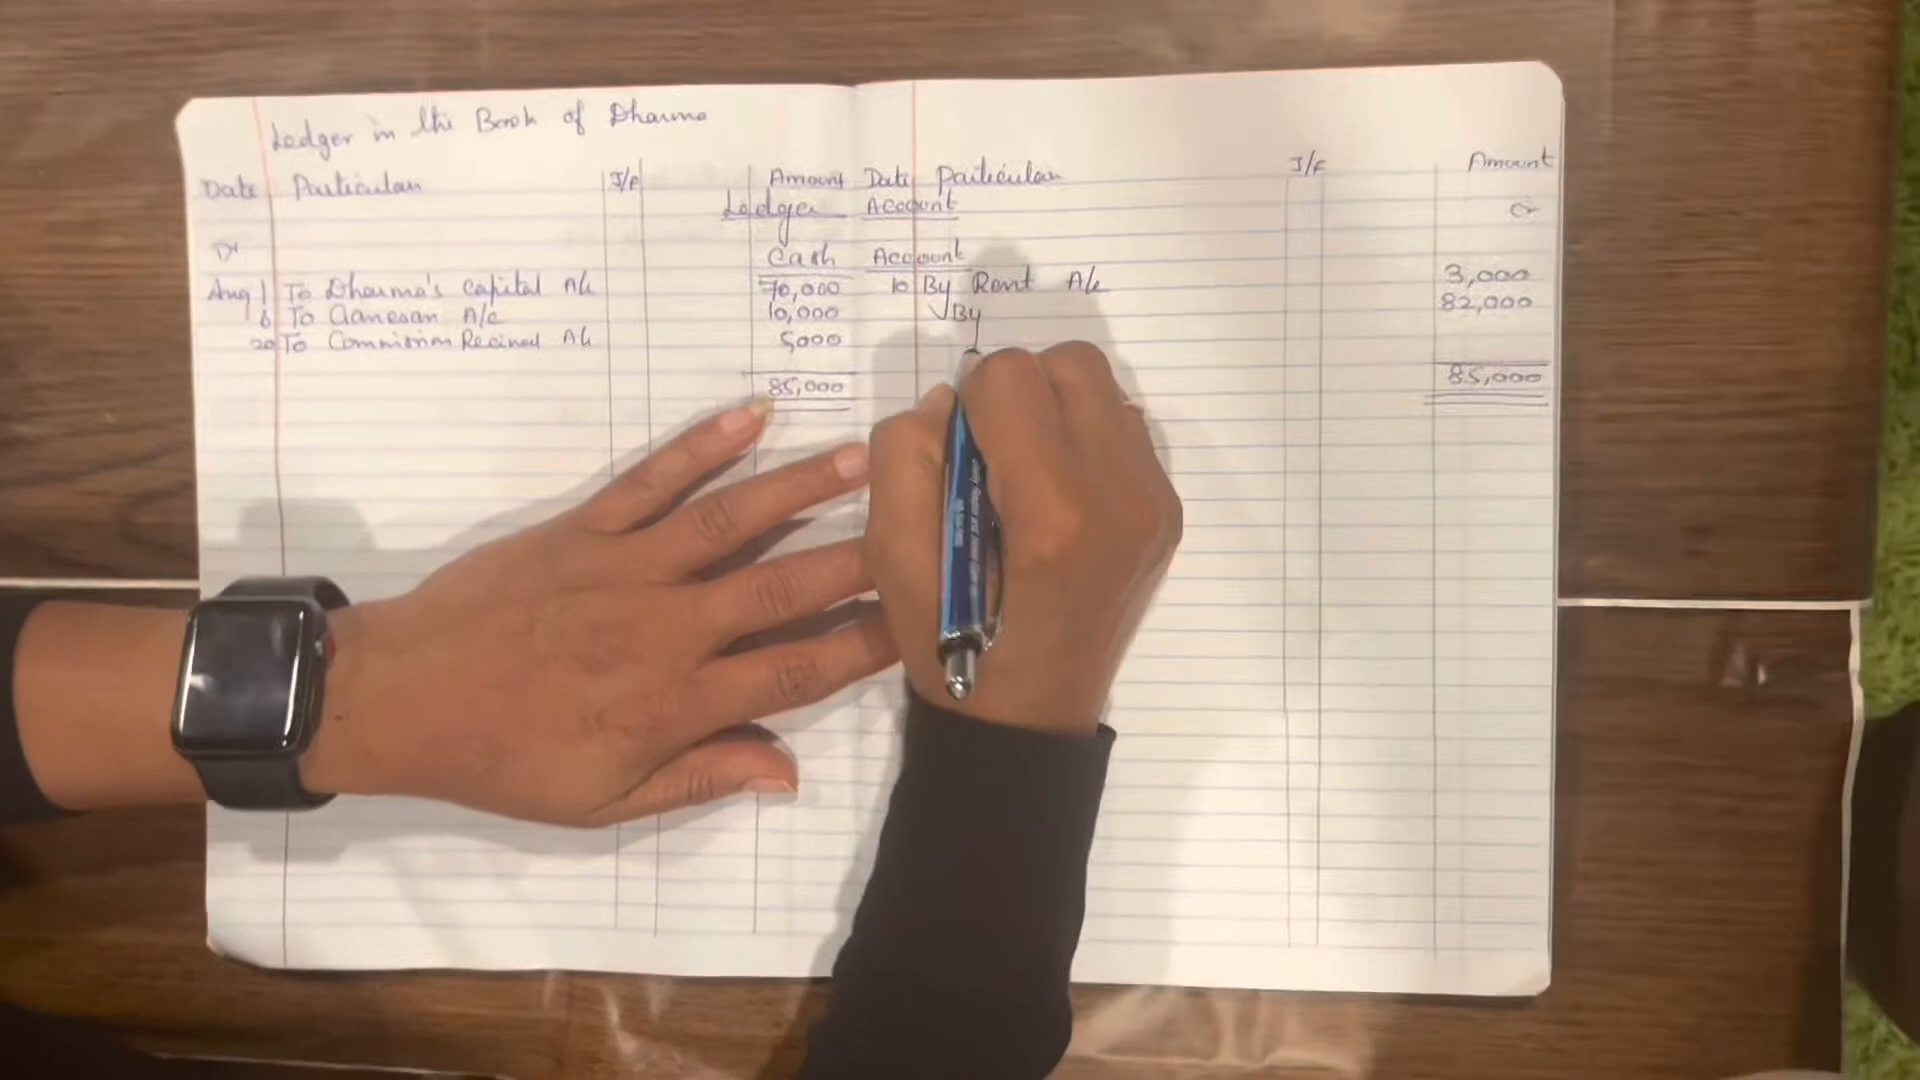 Ledger in the Book of Dharma
Date Particulars J/F Amount Date Particulars J/F Amount
Ledger Account
Dr Cr
Cash Account
Aug 1 To Dharma's Capital A/c 70,000 10 By Rent A/c 3,000
6 To Ganesan A/c 10,000 By 82,000
20 To Commission Recived A/c 5000
85,000 85,000